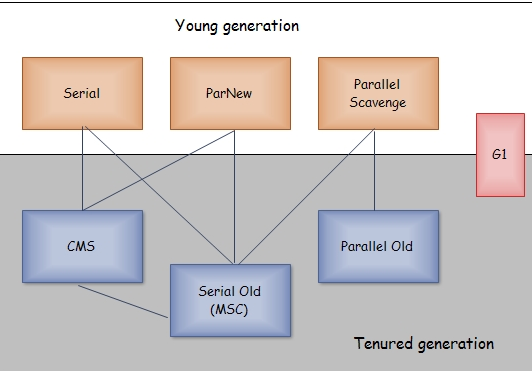 Young generation
Serial
ParNew
Parallel
Scavenge
G1
CMS
Parallel Old
Serial Old
(MSC)
Tenured generation